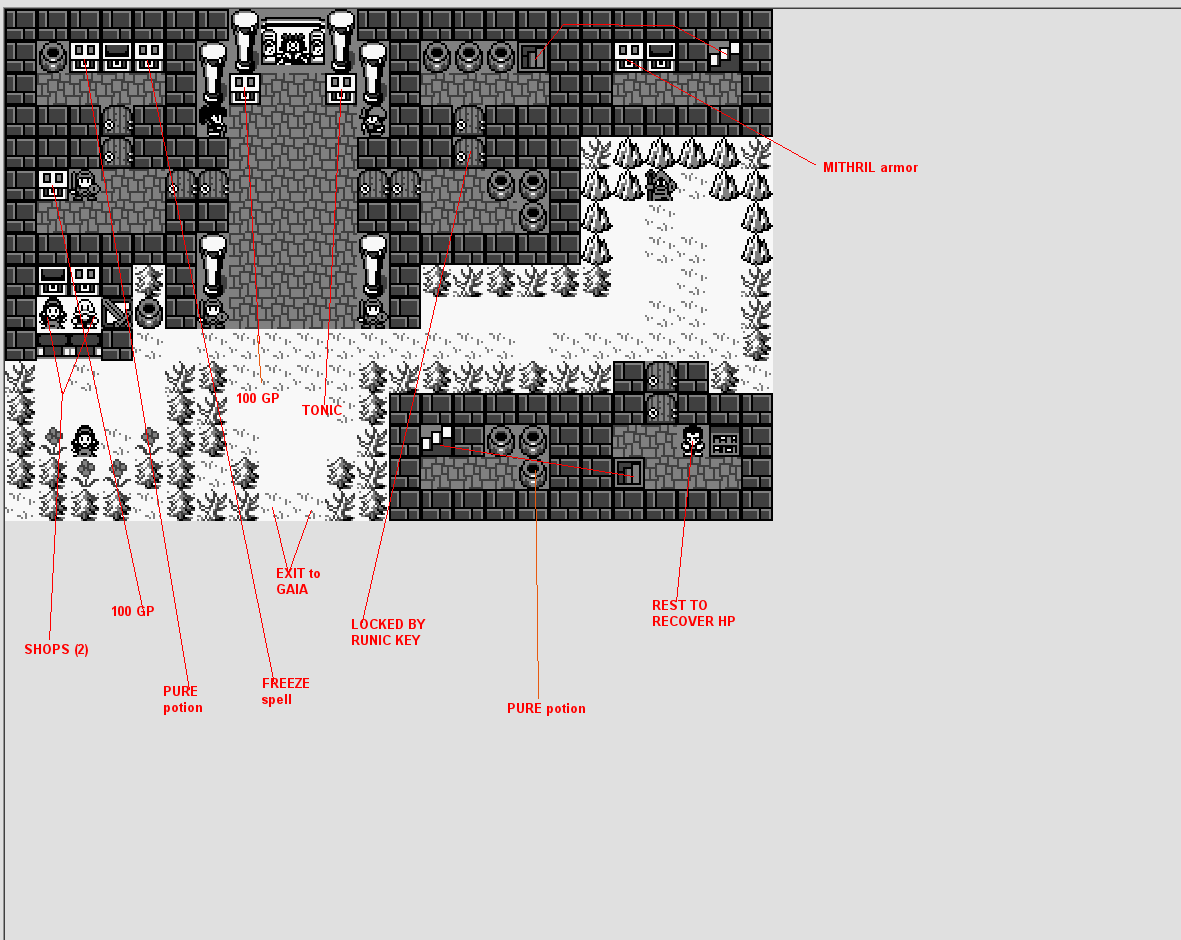 MITHRIL armor
100 GP
TONIC
EXIT to
GAIA
100 GP
LOCKED BY
RUNIC KEY
REST TO
RECOVER HP
SHOPS (2)
PURE
potion
FREEZE
spell
PURE potion